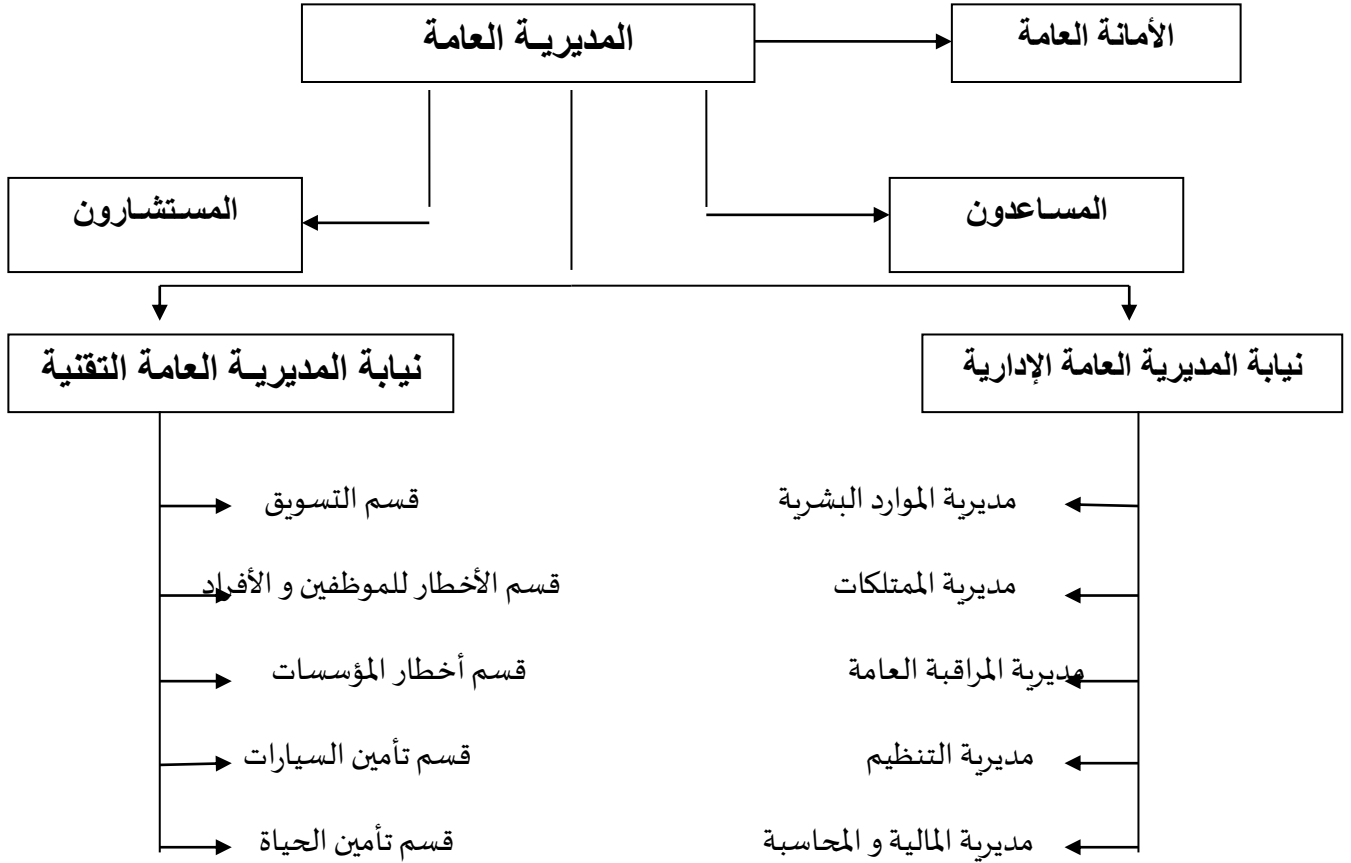 الأمانة العامة
المديريـة العامة
المسـاعدون
المسـتشـارون
نيابة المديرية العامة الإدارية
نيابة المديريـة العامة التقنية
مديرية الموارد البشرية
مديرية الممتلكات
مديرية المراقبة العامة
مديرية التنظيم
مديرية المالية و المحاسبة
قسم التسويق
قسم الأخطار للموظفين و الأفراد
قسم أخطار المؤسسات
قسم تأمين السيارات
قسم تأمين الحياة